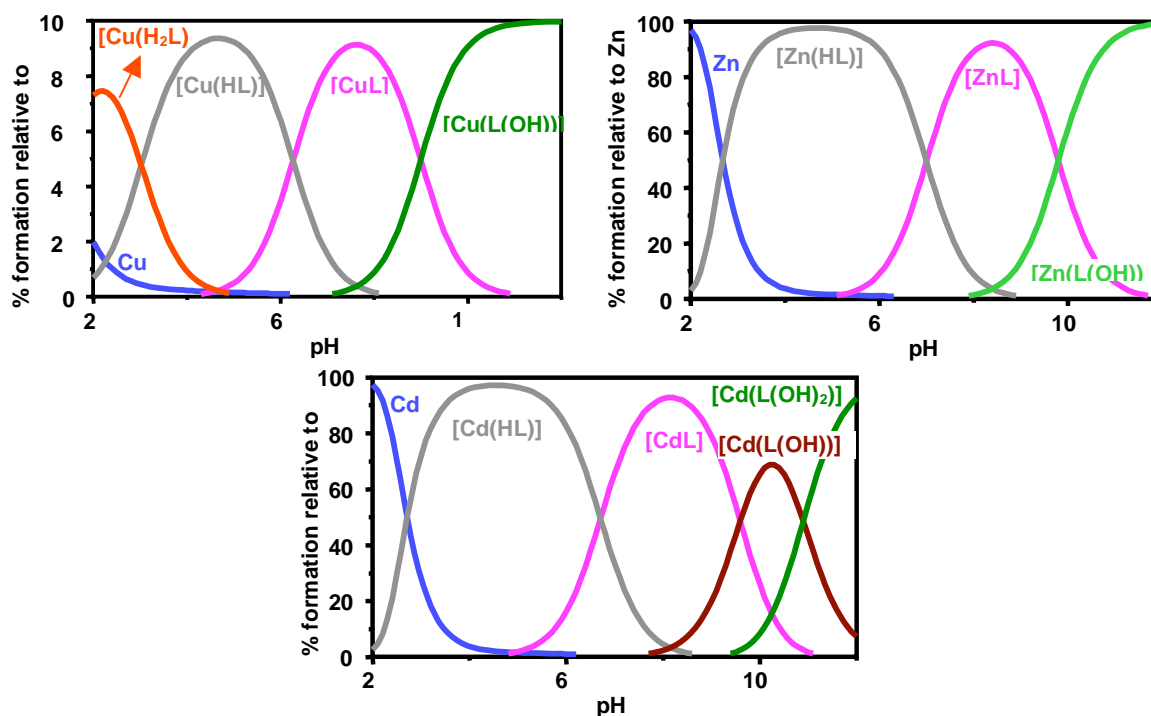 % formation relative to
10
8
6
4
2
0
[Cu(H₂L)
[Cu(HL)]
[CuL]
[Cu(L(OH))]
Cu
2
6
1
pH
% formation relative to Zn
100
80
60
40
20
0
Zn
[Zn(HL)]
[ZnL]
[Zn(L(OH))
2
6
10
pH
% formation relative to
100
80
60
40
20
0
Cd
[Cd(HL)]
[CdL]
[Cd(L(OH)₂)]
[Cd(L(OH))]
2
6
10
pH